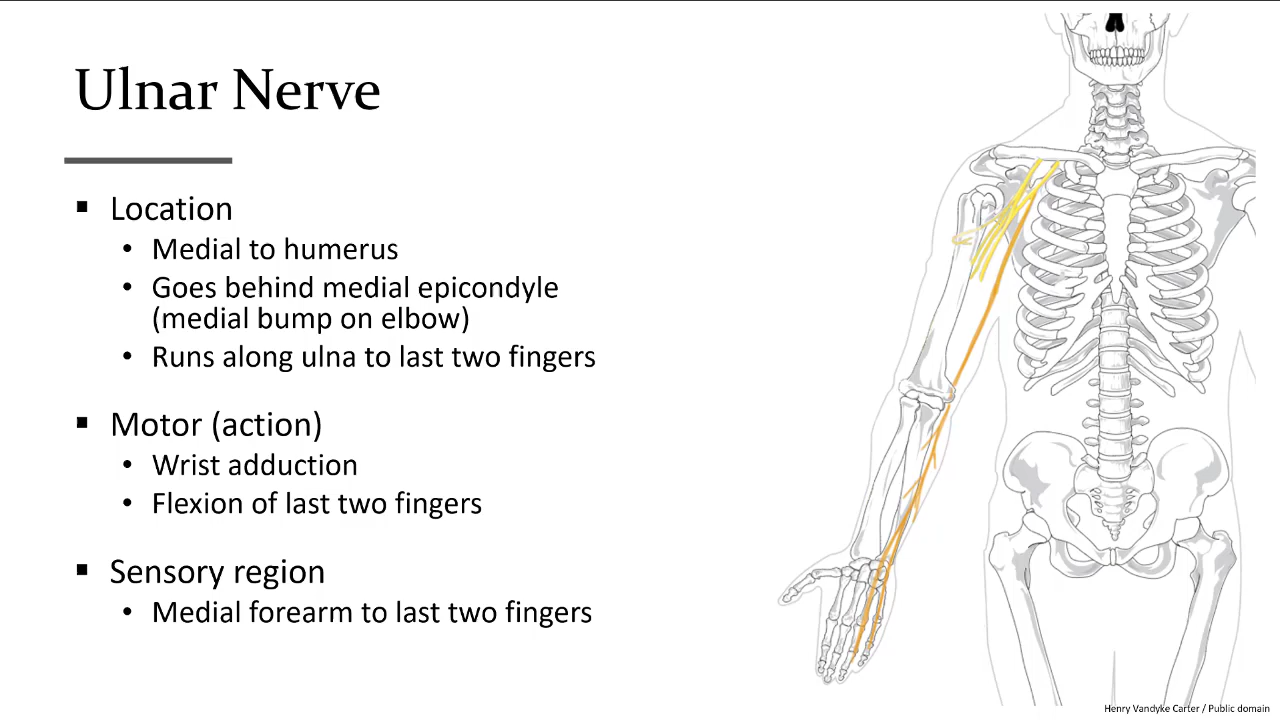 Ulnar Nerve
▪ Location
• Medial to humerus
• Goes behind medial epicondyle
(medial bump on elbow)
• Runs along ulna to last two fingers
▪ Motor (action)
• Wrist adduction
• Flexion of last two fingers
▪ Sensory region
• Medial forearm to last two fingers
Henry Vandyke Carter / Public domain